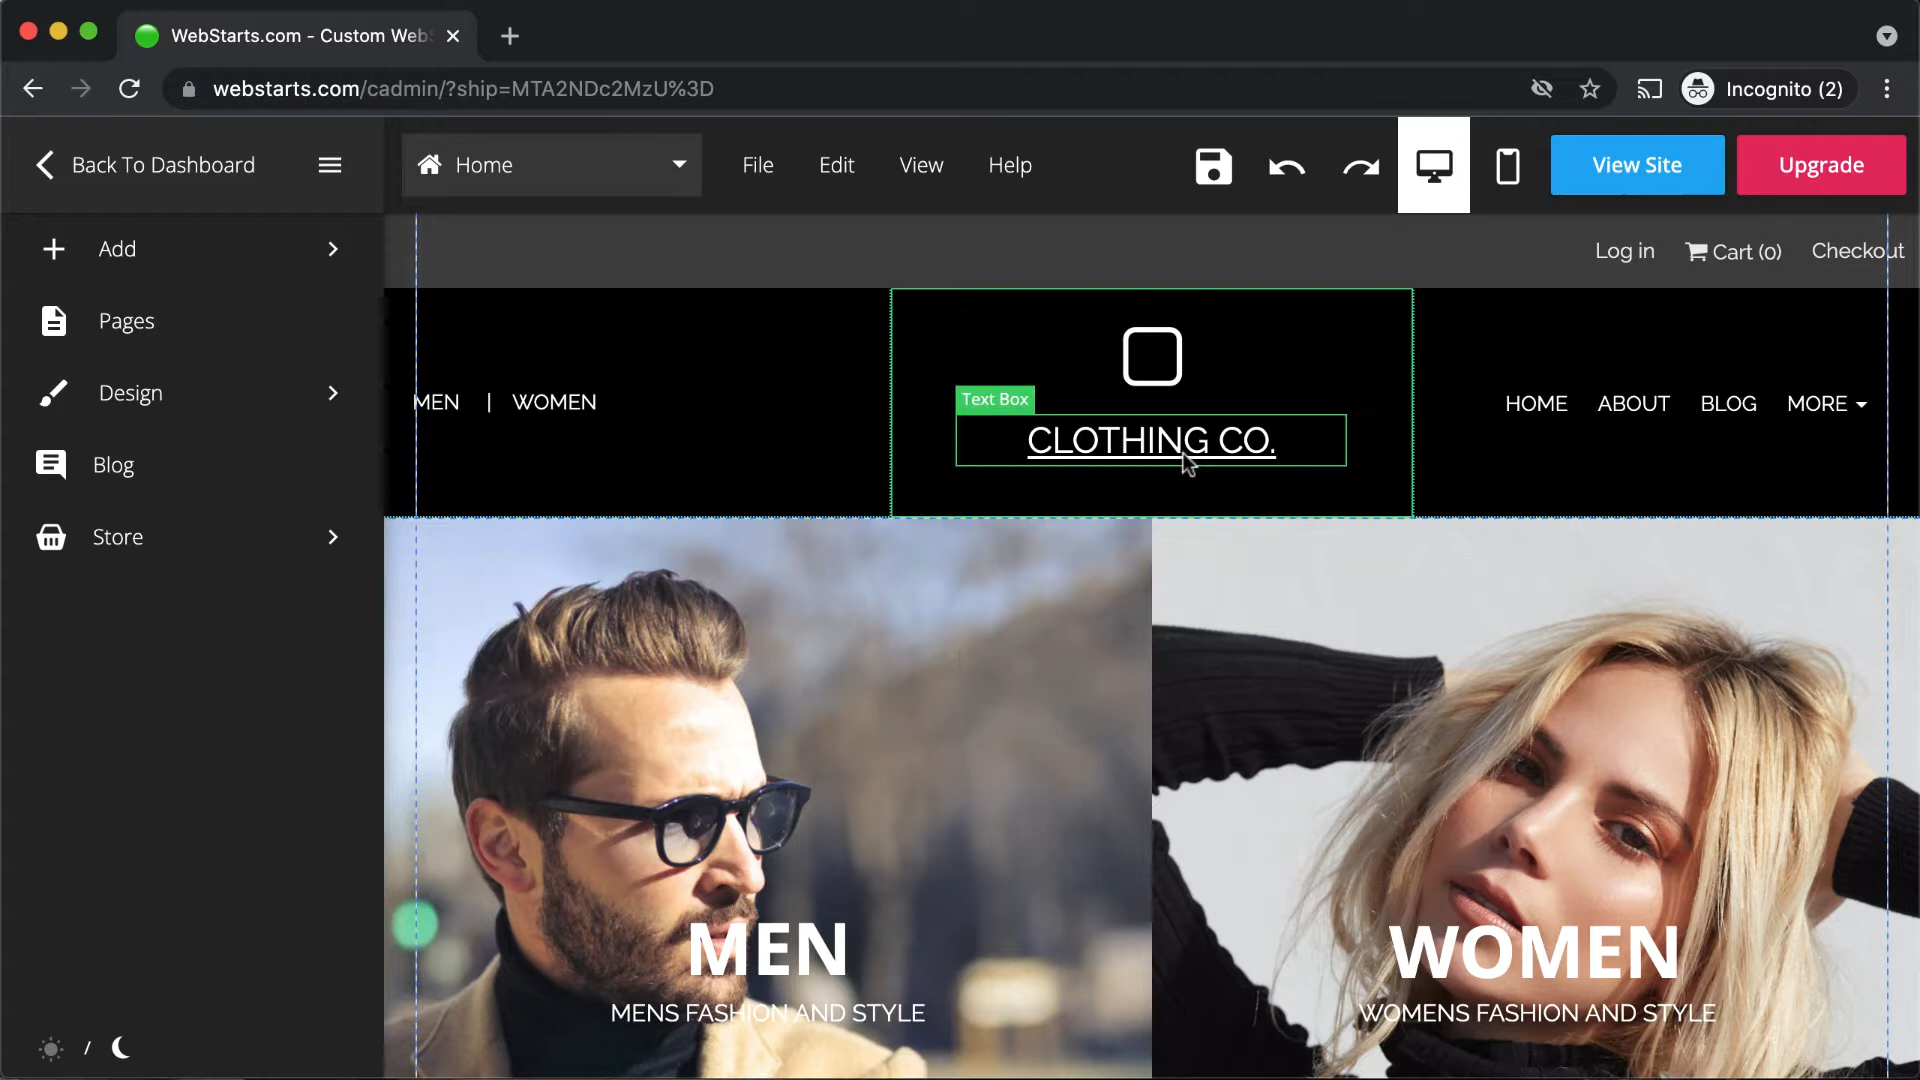 WebStarts.com - Custom Web
webstarts.com/cadmin/?ship=MTA2NDc2MzU%3D
Incognito (2)
Back To Dashboard
Home
File
Edit
View
Help
View Site
Upgrade
Add
Pages
Design
Blog
Store
Log in
Cart (0)
Checkout
MEN | WOMEN
Text Box
CLOTHING CO.
HOME
ABOUT
BLOG
MORE
MEN
MENS FASHION AND STYLE
WOMEN
WOMENS FASHION AND STYLE
/